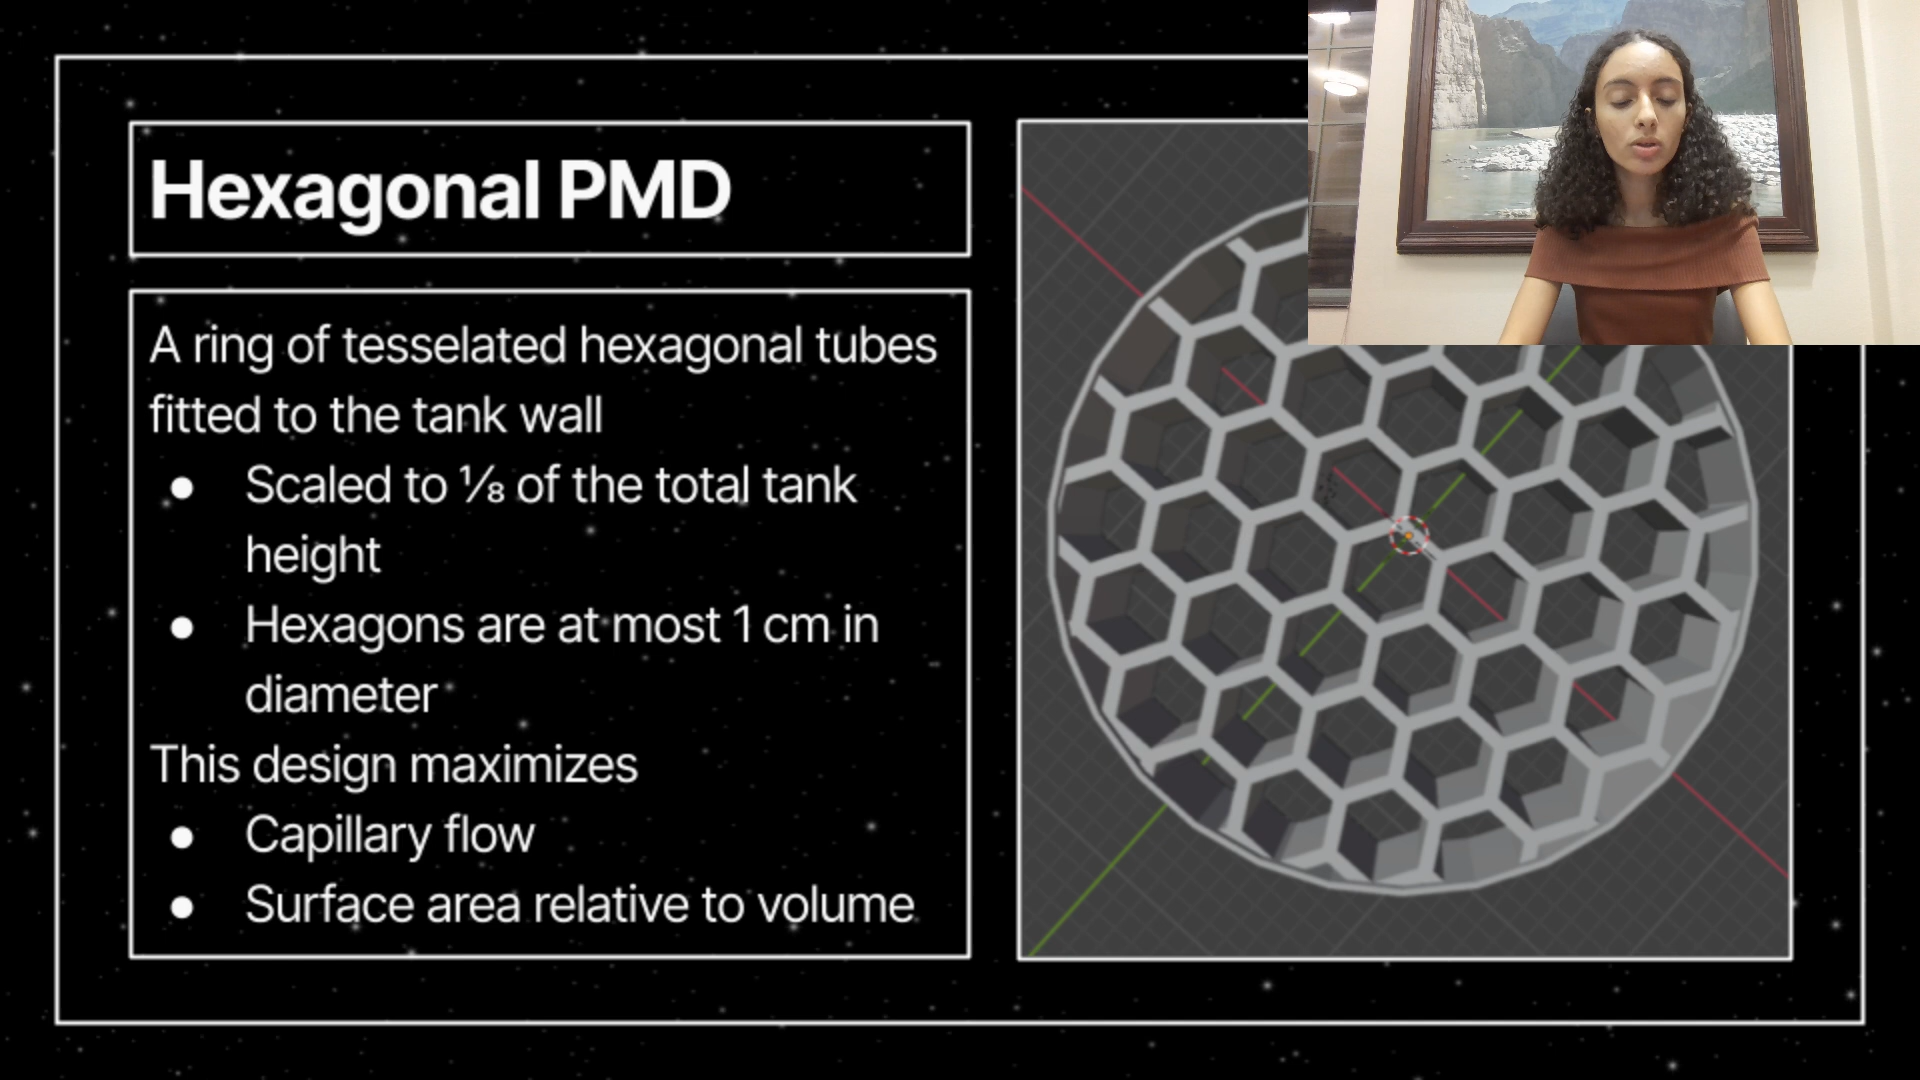 Hexagonal PMD
A ring of tesselated hexagonal tubes
fitted to the tank wall
● Scaled to ⅛ of the total tank
height
● Hexagons are at most 1 cm in
diameter
This design maximizes
● Capillary flow
● Surface area relative to volume